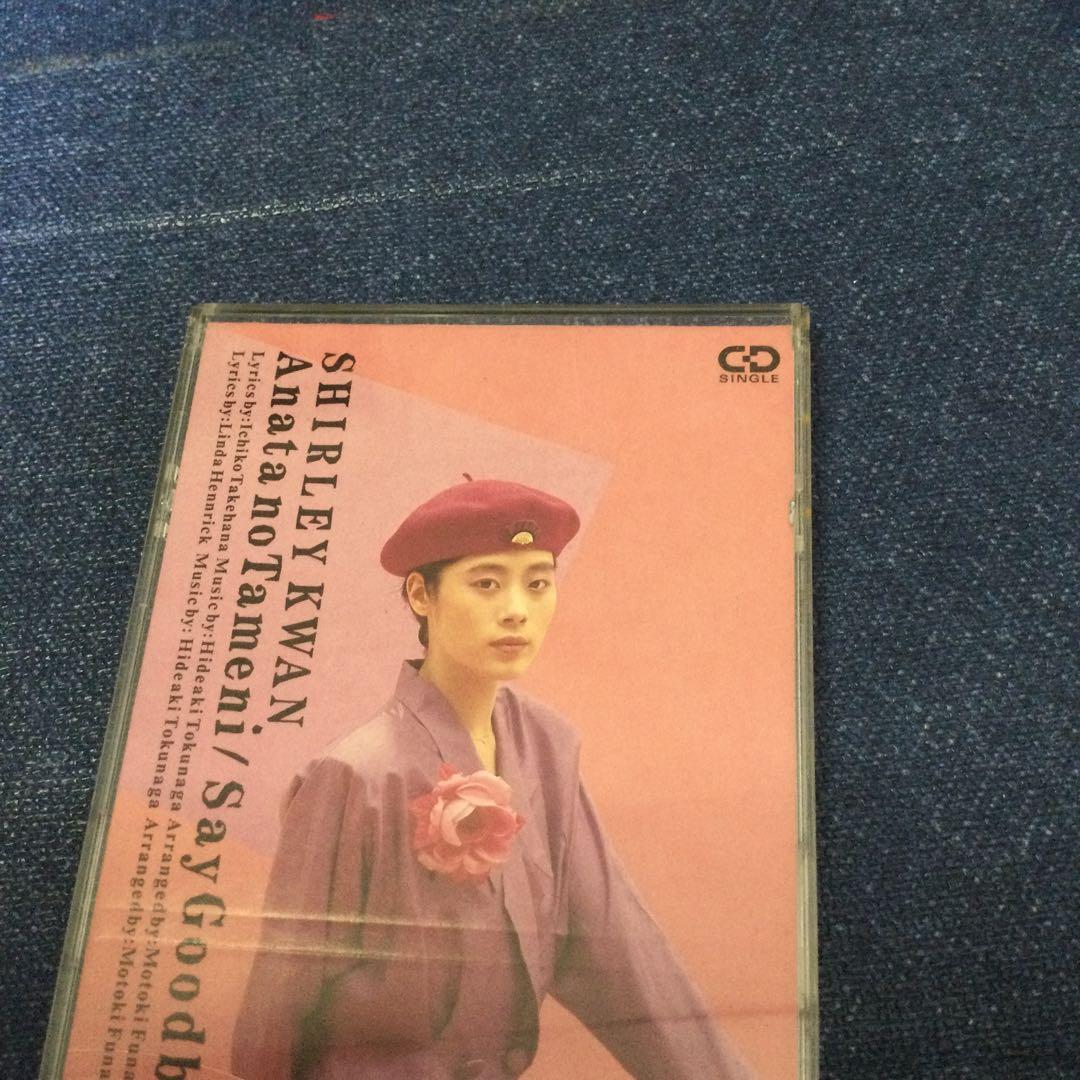 CD
SINGLE
SHIRLEY KWAN
Anata no Tameni / Say Goodb
Lyrics by: Ichiko Takehana Music by: Hideaki Tokunaga Arranged by: Motoki Funa
Lyrics by: Linda Hennrick Music by: Hideaki Tokunaga Arranged by: Motoki Funa